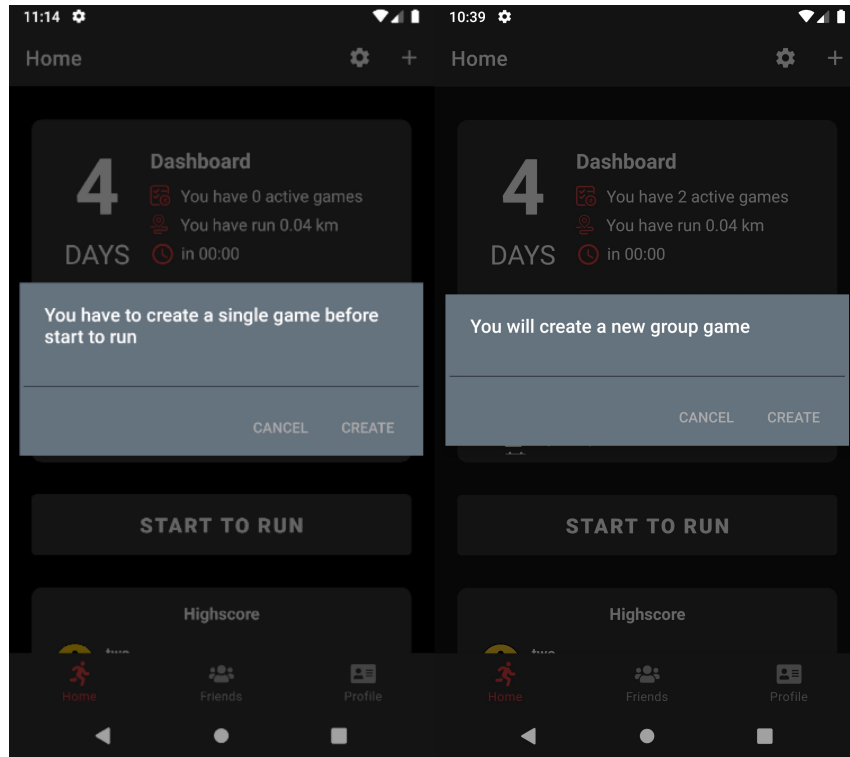 11:14
Home
4
DAYS
Dashboard
You have 0 active games
You have run 0.04 km
in 00:00
You have to create a single game before
start to run
CANCEL CREATE
START TO RUN
Highscore
two
Home Friends Profile
10:39
Home
4
DAYS
Dashboard
You have 2 active games
You have run 0.04 km
in 00:00
You will create a new group game
CANCEL CREATE
START TO RUN
Highscore
two
Home Friends Profile